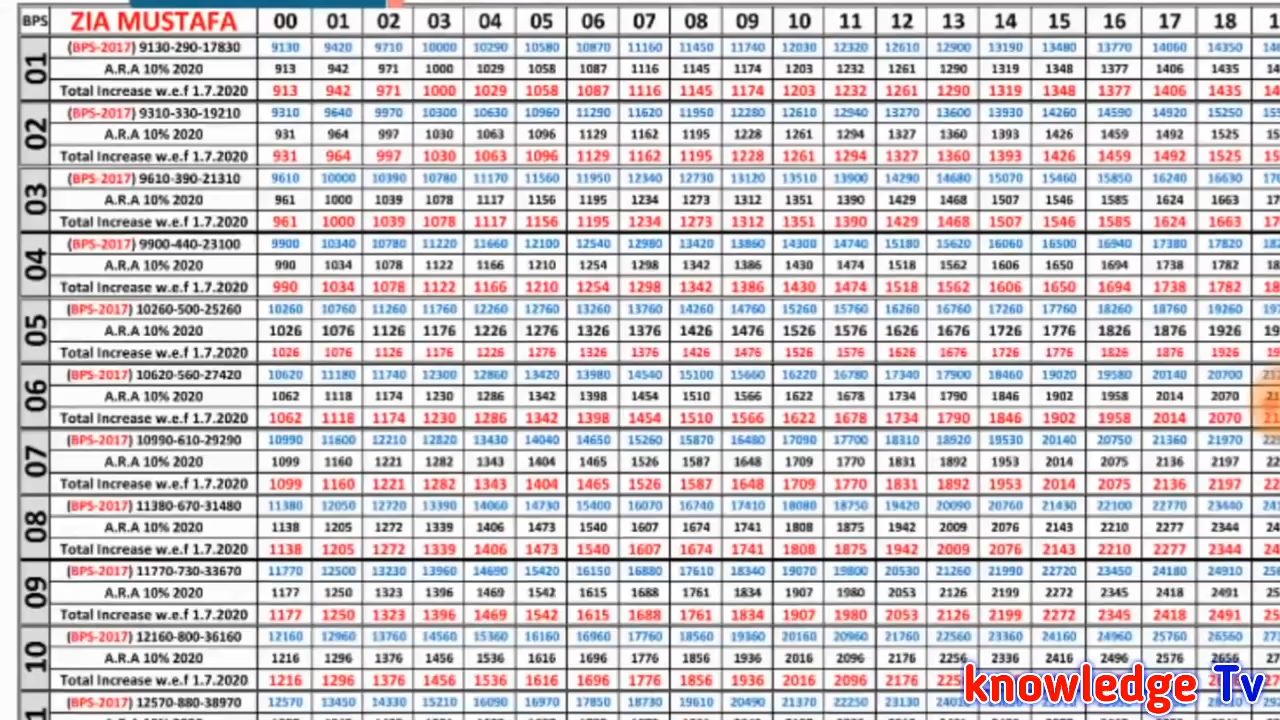 BPS ZIA MUSTAFA 00 01 02 03 04 05 06 07 08 09 10 11 12 13 14 15 16 17 18
01 (BPS-2017) 9130-290-17830 9130 9420 9710 10000 10290 10580 10870 11160 11450 11740 12030 12320 12610 12900 13190 13480 13770 14060 14350
A.R.A 10% 2020 913 942 971 1000 1029 1058 1087 1116 1145 1174 1203 1232 1261 1290 1319 1348 1377 1406 1435
Total Increase w.e.f 1.7.2020 913 942 971 1000 1029 1058 1087 1116 1145 1174 1203 1232 1261 1290 1319 1348 1377 1406 1435
02 (BPS-2017) 9310-330-19210 9310 9640 9970 10300 10630 10960 11290 11620 11950 12280 12610 12940 13270 13600 13930 14260 14590 14920 15250
A.R.A 10% 2020 931 964 997 1030 1063 1096 1129 1162 1195 1228 1261 1294 1327 1360 1393 1426 1459 1492 1525
Total Increase w.e.f 1.7.2020 931 964 997 1030 1063 1096 1129 1162 1195 1228 1261 1294 1327 1360 1393 1426 1459 1492 1525
03 (BPS-2017) 9610-390-21310 9610 10000 10390 10780 11170 11560 11950 12340 12730 13120 13510 13900 14290 14680 15070 15460 15850 16240 16630
A.R.A 10% 2020 961 1000 1039 1078 1117 1156 1195 1234 1273 1312 1351 1390 1429 1468 1507 1546 1585 1624 1663
Total Increase w.e.f 1.7.2020 961 1000 1039 1078 1117 1156 1195 1234 1273 1312 1351 1390 1429 1468 1507 1546 1585 1624 1663
04 (BPS-2017) 9900-440-23100 9900 10340 10780 11220 11660 12100 12540 12980 13420 13860 14300 14740 15180 15620 16060 16500 16940 17380 17820
A.R.A 10% 2020 990 1034 1078 1122 1166 1210 1254 1298 1342 1386 1430 1474 1518 1562 1606 1650 1694 1738 1782
Total Increase w.e.f 1.7.2020 990 1034 1078 1122 1166 1210 1254 1298 1342 1386 1430 1474 1518 1562 1606 1650 1694 1738 1782
05 (BPS-2017) 10260-500-25260 10260 10760 11260 11760 12260 12760 13260 13760 14260 14760 15260 15760 16260 16760 17260 17760 18260 18760 19260
A.R.A 10% 2020 1026 1076 1126 1176 1226 1276 1326 1376 1426 1476 1526 1576 1626 1676 1726 1776 1826 1876 1926
Total Increase w.e.f 1.7.2020 1026 1076 1126 1176 1226 1276 1326 1376 1426 1476 1526 1576 1626 1676 1726 1776 1826 1876 1926
06 (BPS-2017) 10620-560-27420 10620 11180 11740 12300 12860 13420 13980 14540 15100 15660 16220 16780 17340 17900 18460 19020 19580 20140 20700
A.R.A 10% 2020 1062 1118 1174 1230 1286 1342 1398 1454 1510 1566 1622 1678 1734 1790 1846 1902 1958 2014 2070
Total Increase w.e.f 1.7.2020 1062 1118 1174 1230 1286 1342 1398 1454 1510 1566 1622 1678 1734 1790 1846 1902 1958 2014 2070
07 (BPS-2017) 10990-610-29290 10990 11600 12210 12820 13430 14040 14650 15260 15870 16480 17090 17700 18310 18920 19530 20140 20750 21360 21970
A.R.A 10% 2020 1099 1160 1221 1282 1343 1404 1465 1526 1587 1648 1709 1770 1831 1892 1953 2014 2075 2136 2197
Total Increase w.e.f 1.7.2020 1099 1160 1221 1282 1343 1404 1465 1526 1587 1648 1709 1770 1831 1892 1953 2014 2075 2136 2197
08 (BPS-2017) 11380-670-31480 11380 12050 12720 13390 14060 14730 15400 16070 16740 17410 18080 18750 19420 20090 20760 21430 22100 22770 23440
A.R.A 10% 2020 1138 1205 1272 1339 1406 1473 1540 1607 1674 1741 1808 1875 1942 2009 2076 2143 2210 2277 2344
Total Increase w.e.f 1.7.2020 1138 1205 1272 1339 1406 1473 1540 1607 1674 1741 1808 1875 1942 2009 2076 2143 2210 2277 2344
09 (BPS-2017) 11770-730-33670 11770 12500 13230 13960 14690 15420 16150 16880 17610 18340 19070 19800 20530 21260 21990 22720 23450 24180 24910
A.R.A 10% 2020 1177 1250 1323 1396 1469 1542 1615 1688 1761 1834 1907 1980 2053 2126 2199 2272 2345 2418 2491
Total Increase w.e.f 1.7.2020 1177 1250 1323 1396 1469 1542 1615 1688 1761 1834 1907 1980 2053 2126 2199 2272 2345 2418 2491
10 (BPS-2017) 12160-800-36160 12160 12960 13760 14560 15360 16160 16960 17760 18560 19360 20160 20960 21760 22560 23360 24160 24960 25760 26560
A.R.A 10% 2020 1216 1296 1376 1456 1536 1616 1696 1776 1856 1936 2016 2096 2176 2256 2336 2416 2496 2576 2656
Total Increase w.e.f 1.7.2020 1216 1296 1376 1456 1536 1616 1696 1776 1856 1936 2016 2096 2176
(BPS-2017) 12570-880-38970 12570 13450 14330 15210 16090 16970 17850 18730 19610 20490 21370 22250 23130
knowledge Tv